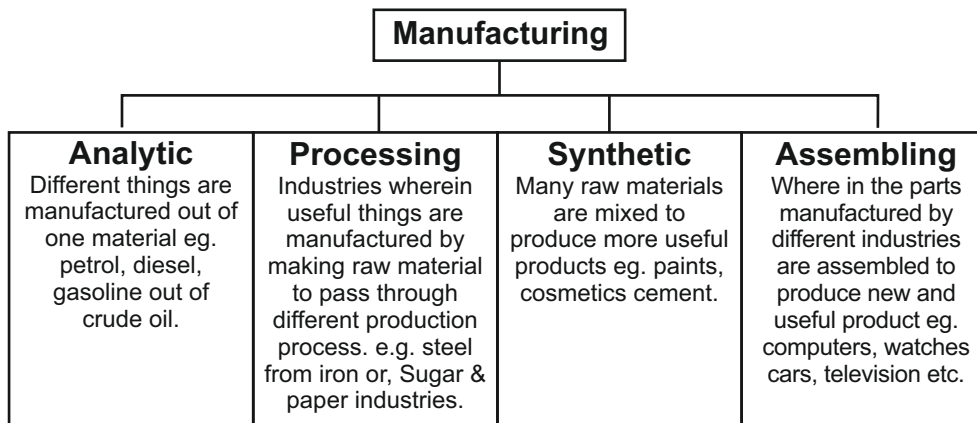 Manufacturing
Analytic
Different things are
manufactured out of
one material eg.
petrol, diesel,
gasoline out of
crude oil.
Processing
Industries wherein
useful things are
manufactured by
making raw material
to pass through
different production
process. e.g. steel
from iron or, Sugar &
paper industries.
Synthetic
Many raw materials
are mixed to
produce more useful
products eg. paints,
cosmetics cement.
Assembling
Where in the parts
manufactured by
different industries
are assembled to
produce new and
useful product eg.
computers, watches
cars, television etc.